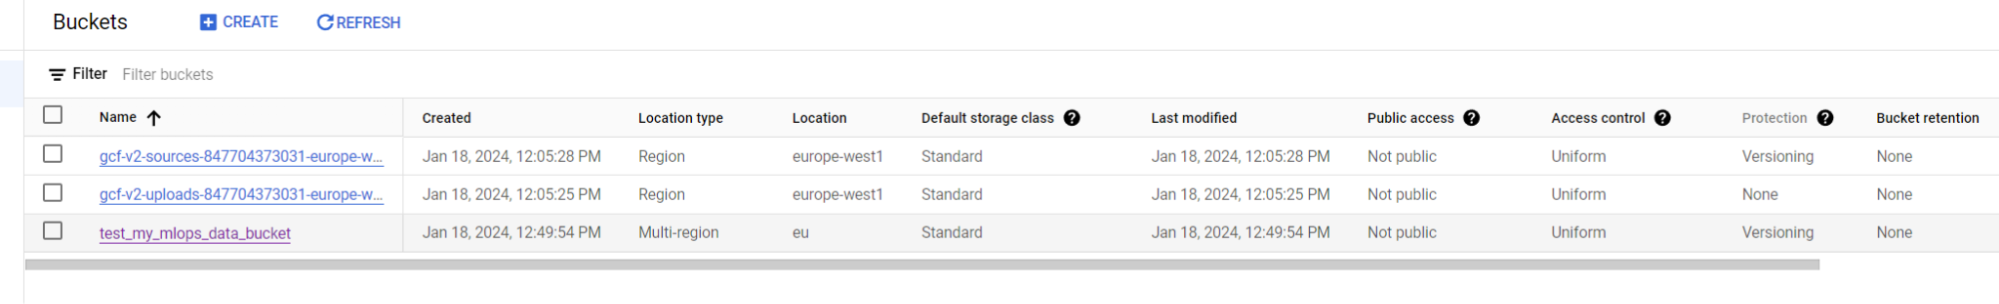 Buckets CREATE REFRESH
Filter Filter buckets
Name Created Location type Location Default storage class Last modified Public access Access control Protection Bucket retention
gcf-v2-sources-847704373031-europe-w... Jan 18, 2024, 12:05:28 PM Region europe-west1 Standard Jan 18, 2024, 12:05:28 PM Not public Uniform Versioning None
gcf-v2-uploads-847704373031-europe-w... Jan 18, 2024, 12:05:25 PM Region europe-west1 Standard Jan 18, 2024, 12:05:25 PM Not public Uniform None None
test_my_mlops_data_bucket Jan 18, 2024, 12:49:54 PM Multi-region eu Standard Jan 18, 2024, 12:49:54 PM Not public Uniform Versioning None